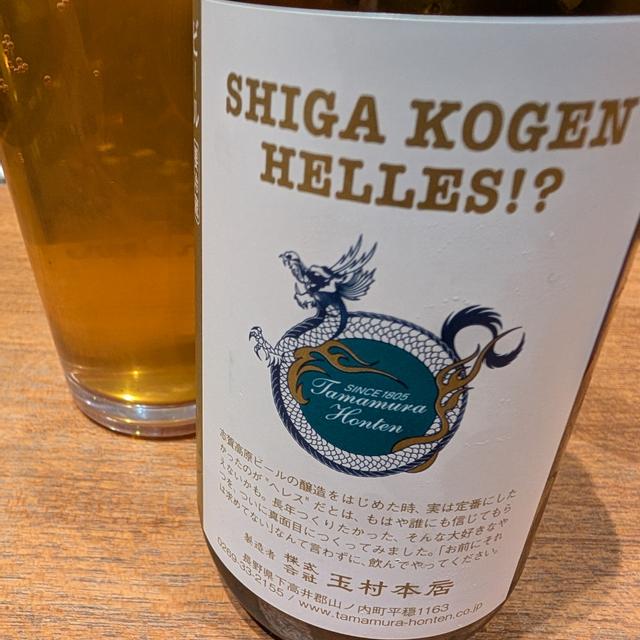 SHIGA KOGEN
HELLES!?
SINCE 1805
Tamamura
Honten
志賀高原ビールの醸造をはじめた時、実は定番にした
かったのが“ヘレス”だとは、もはや誰にも信じてもら
えないかも。長年つくりたかった、そんな大好きなや
つを、ついに真面目につくってみました。「お前にそれ
は求めてない」なんて言わずに、飲んでやってください。
製造者 株式会社 玉村本店
長野県下高井郡山ノ内町平穏1163
0269-33-2155 / www.tamamura-honten.co.jp